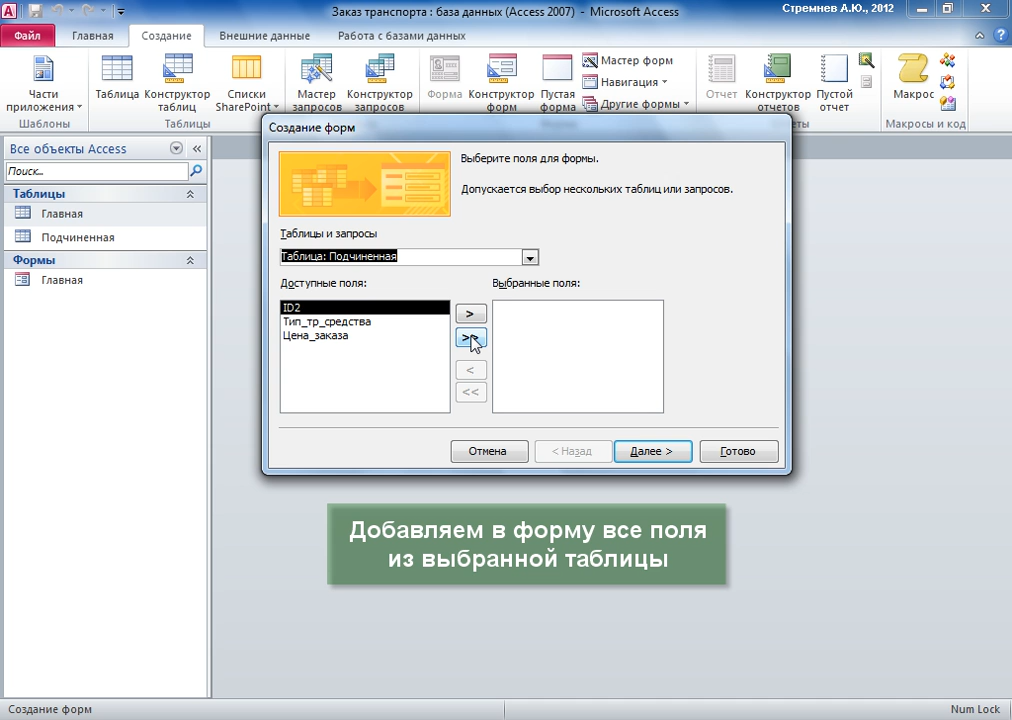 Заказ транспорта : база данных (Access 2007) - Microsoft Access
Стремнев А.Ю., 2012
Файл
Главная
Создание
Внешние данные
Работа с базами данных
Части приложения
Таблица
Конструктор таблиц
Списки SharePoint
Мастер запросов
Конструктор запросов
Форма
Конструктор форм
Пустая форма
Мастер форм
Навигация
Другие формы
Отчет
Конструктор отчетов
Пустой отчет
Макрос
Шаблоны
Таблицы
Макросы и код
Все объекты Access
Поиск...
Таблицы
Главная
Подчиненная
Формы
Главная
Создание форм
Выберите поля для формы.
Допускается выбор нескольких таблиц или запросов.
Таблицы и запросы
Таблица: Подчиненная
Доступные поля:
Выбранные поля:
ID2
Тип_тр_средства
Цена_заказа
>
>>
<
<<
Отмена
< Назад
Далее >
Готово
Добавляем в форму все поля
из выбранной таблицы
Создание форм
Num Lock